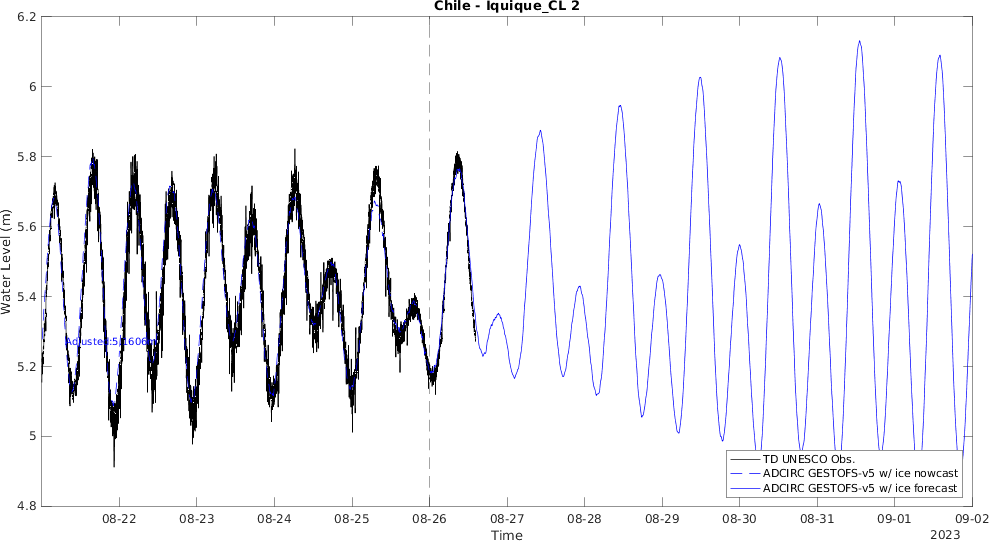 Chile - Iquique_CL 2
6.2
6
5.8
5.6
5.4
5.2
5
4.8
Water Level (m)
Adjusted:5.1606m
TD UNESCO Obs.
ADCIRC GESTOFS-v5 w/ ice nowcast
ADCIRC GESTOFS-v5 w/ ice forecast
08-22 08-23 08-24 08-25 08-26 08-27 08-28 08-29 08-30 08-31 09-01 09-02
Time
2023